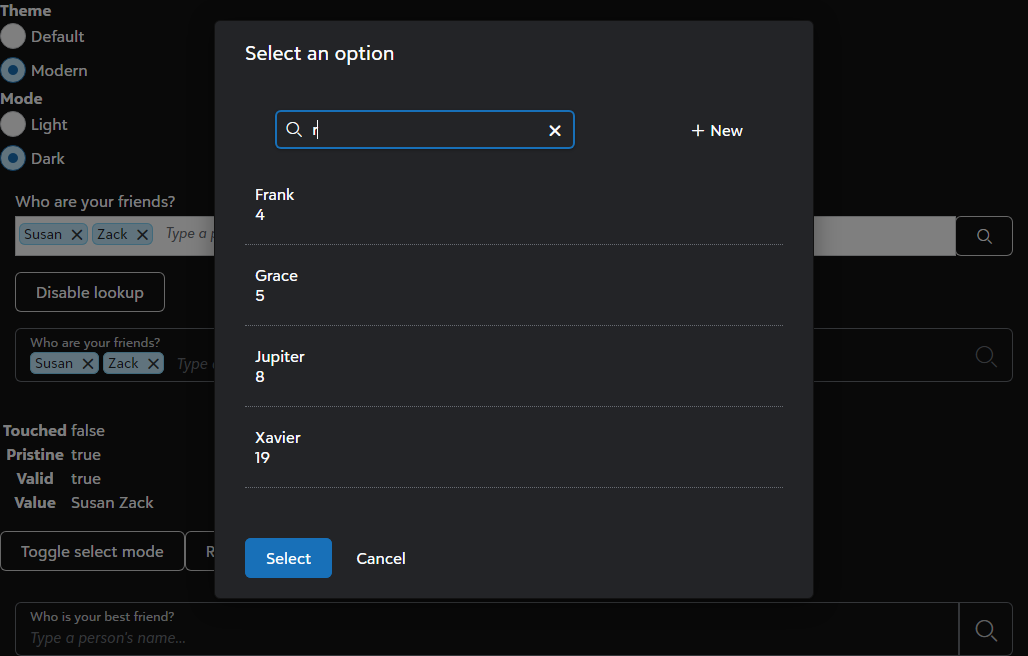 Theme
Default
Modern
Mode
Light
Dark
Who are your friends?
Susan Zack Type a
Disable lookup
Who are your friends?
Susan Zack Type
Touched false
Pristine true
Valid true
Value Susan Zack
Toggle select mode R
Who is your best friend?
Type a person's name...
Select an option
r
+ New
Frank
4
Grace
5
Jupiter
8
Xavier
19
Select Cancel